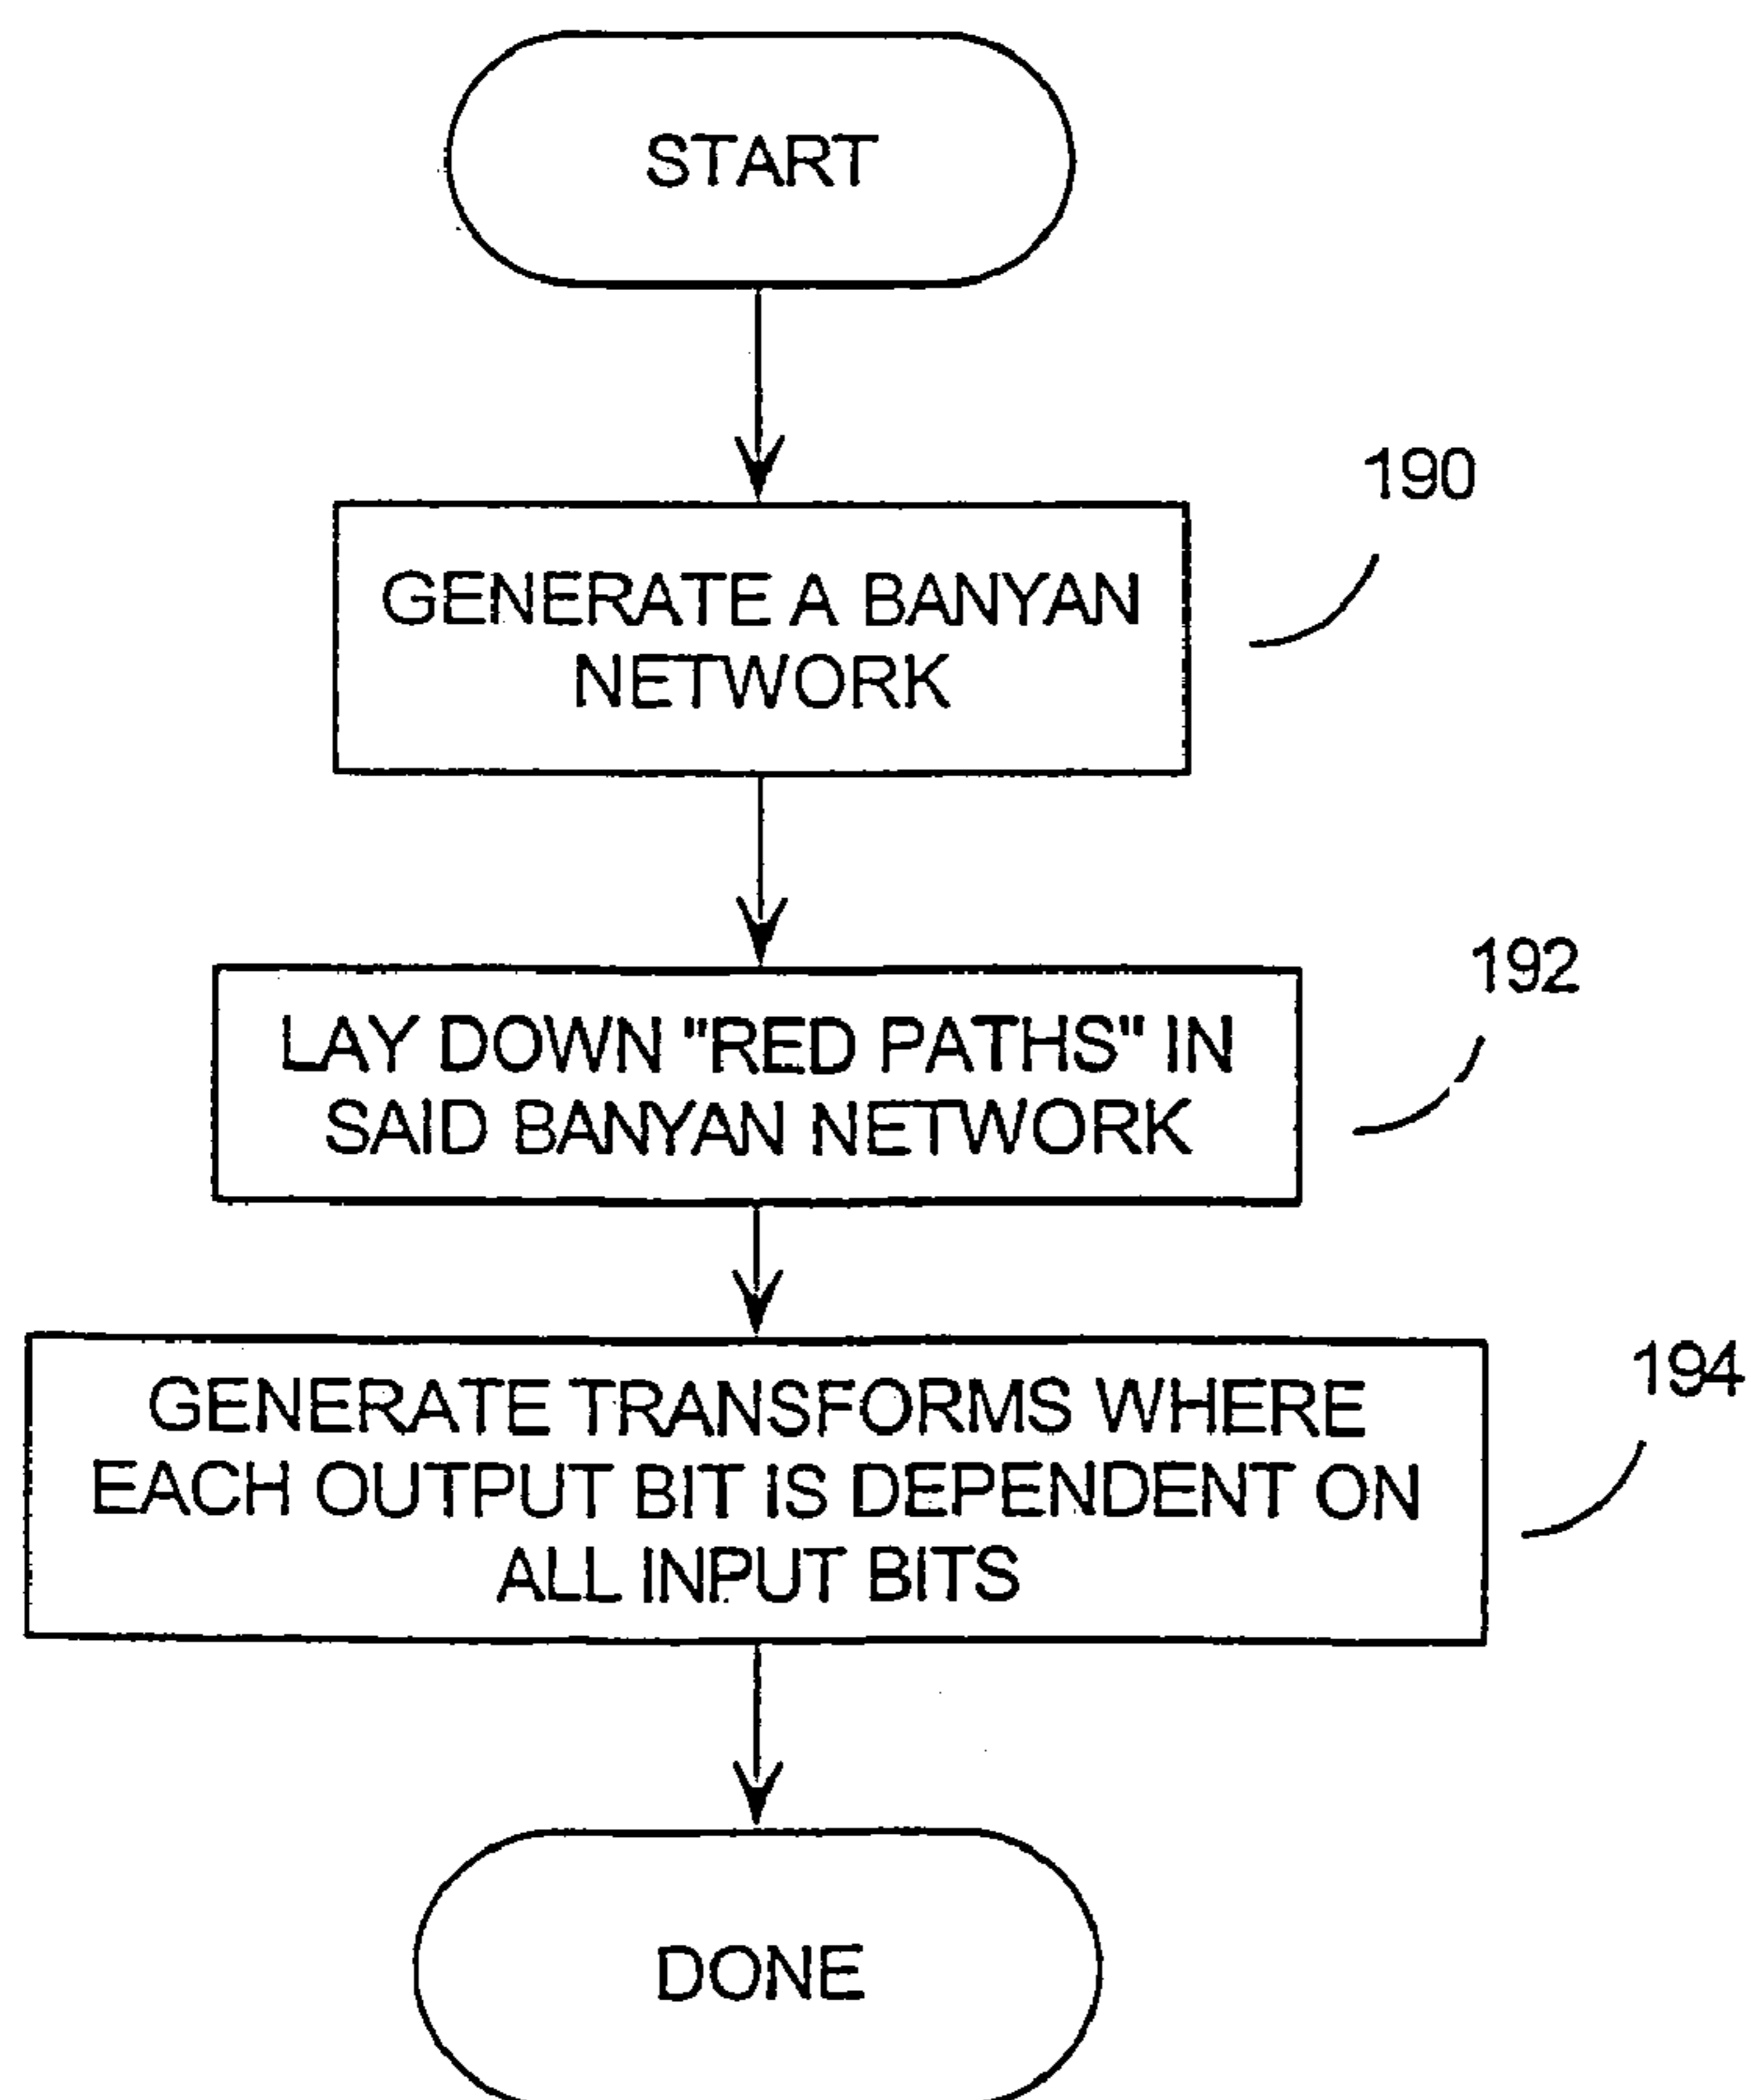 START
190
GENERATE A BANYAN
NETWORK
192
LAY DOWN "RED PATHS" IN
SAID BANYAN NETWORK
194
GENERATE TRANSFORMS WHERE
EACH OUTPUT BIT IS DEPENDENT ON
ALL INPUT BITS
DONE